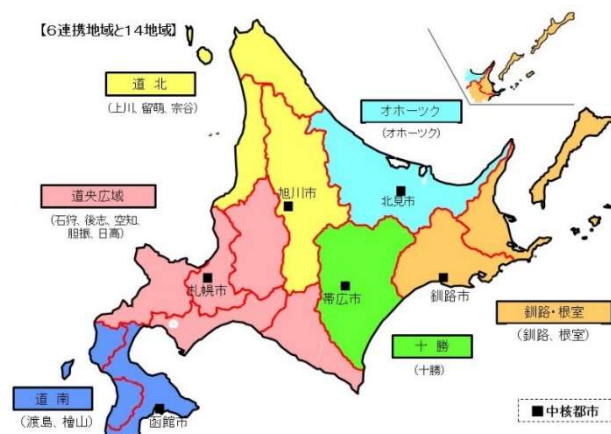 【6連携地域と14地域】
道 北
(上川、留萌、宗谷)
オホーツク
(オホーツク)
道央広域
(石狩、後志、空知、
胆振、日高)
旭川市
北見市
札幌市
帯広市
釧路市
釧路・根室
(釧路、根室)
十 勝
(十勝)
道 南
(渡島、檜山)
函館市
■中核都市